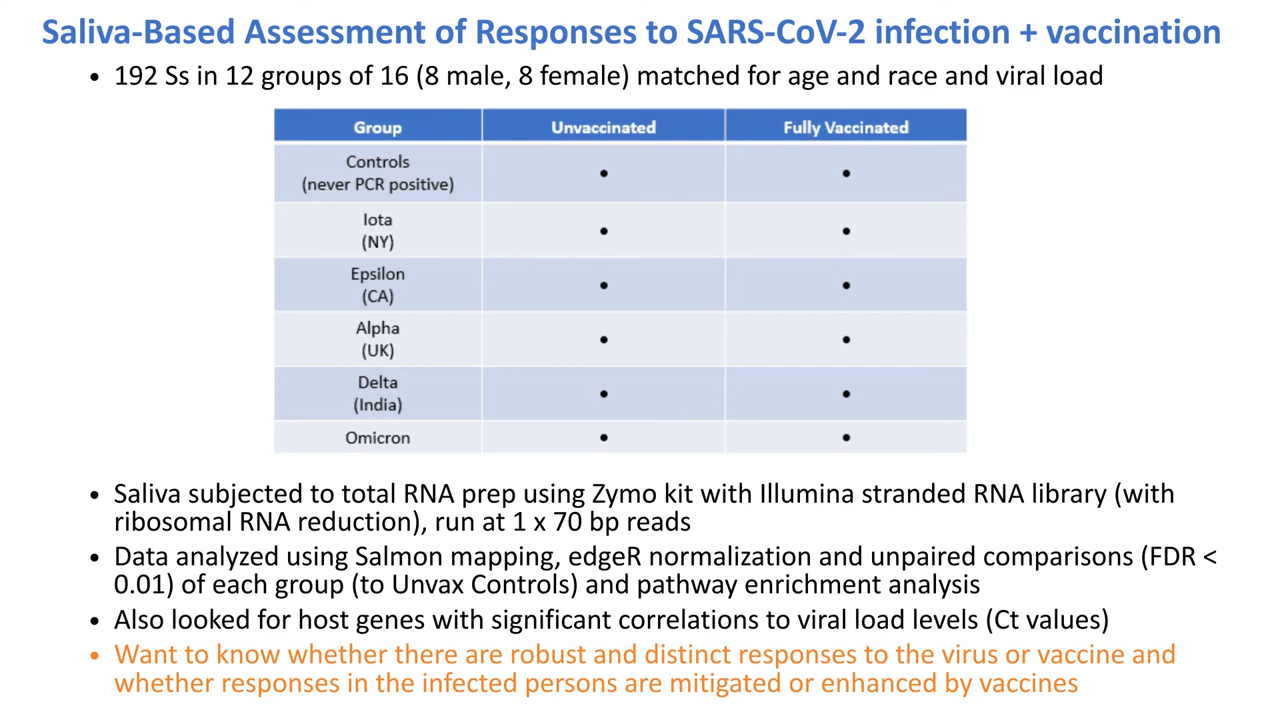 Saliva-Based Assessment of Responses to SARS-CoV-2 infection + vaccination
• 192 Ss in 12 groups of 16 (8 male, 8 female) matched for age and race and viral load
Group Unvaccinated Fully Vaccinated
Controls
(never PCR positive) • •
Iota
(NY) • •
Epsilon
(CA) • •
Alpha
(UK) • •
Delta
(India) • •
Omicron • •
• Saliva subjected to total RNA prep using Zymo kit with Illumina stranded RNA library (with
ribosomal RNA reduction), run at 1 x 70 bp reads
• Data analyzed using Salmon mapping, edgeR normalization and unpaired comparisons (FDR <
0.01) of each group (to Unvax Controls) and pathway enrichment analysis
• Also looked for host genes with significant correlations to viral load levels (Ct values)
• Want to know whether there are robust and distinct responses to the virus or vaccine and
whether responses in the infected persons are mitigated or enhanced by vaccines